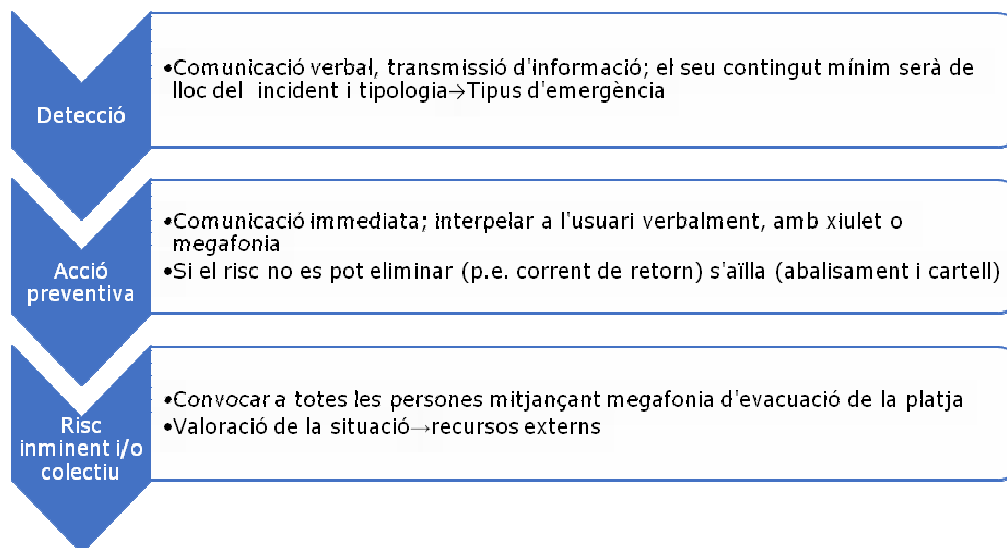 Detecció
•Comunicació verbal, transmissió d'informació; el seu contingut mínim serà de
lloc del  incident i tipologia→Tipus d'emergència
Acció
preventiva
•Comunicació immediata; interpelar a l'usuari verbalment, amb xiulet o
megafonia
•Si el risc no es pot eliminar (p.e. corrent de retorn) s'aïlla (abalisament i cartell)
Risc
inminent i/o
colectiu
•Convocar a totes les persones mitjançant megafonia d'evacuació de la platja
•Valoració de la situació→recursos externs